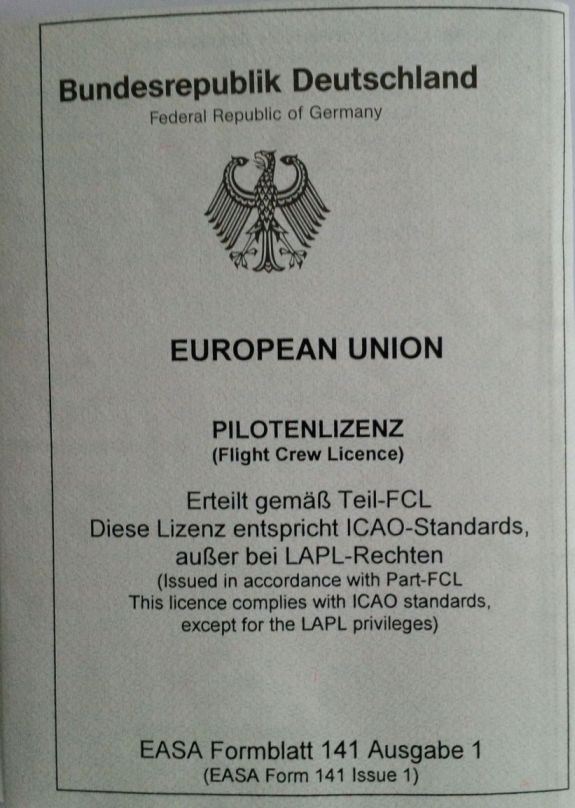 Bundesrepublik Deutschland
Federal Republic of Germany
EUROPEAN UNION
PILOTENLIZENZ
(Flight Crew Licence)
Erteilt gemäß Teil-FCL
Diese Lizenz entspricht ICAO-Standards,
außer bei LAPL-Rechten
(Issued in accordance with Part-FCL
This licence complies with ICAO standards,
except for the LAPL privileges)
EASA Formblatt 141 Ausgabe 1
(EASA Form 141 Issue 1)